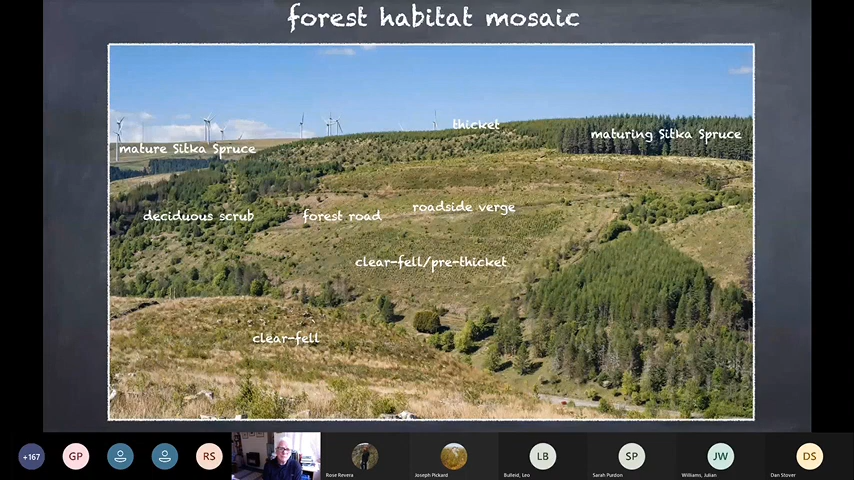 forest habitat mosaic
thicket
maturing Sitka Spruce
mature Sitka Spruce
deciduous scrub
forest road
roadside verge
clear-fell/pre-thicket
clear-fell
+167
GP
RS
LB
SP
JW
DS
Rose Revera
Joseph Pickard
Bulleid, Leo
Sarah Purdon
Williams, Julian
Dan Stover